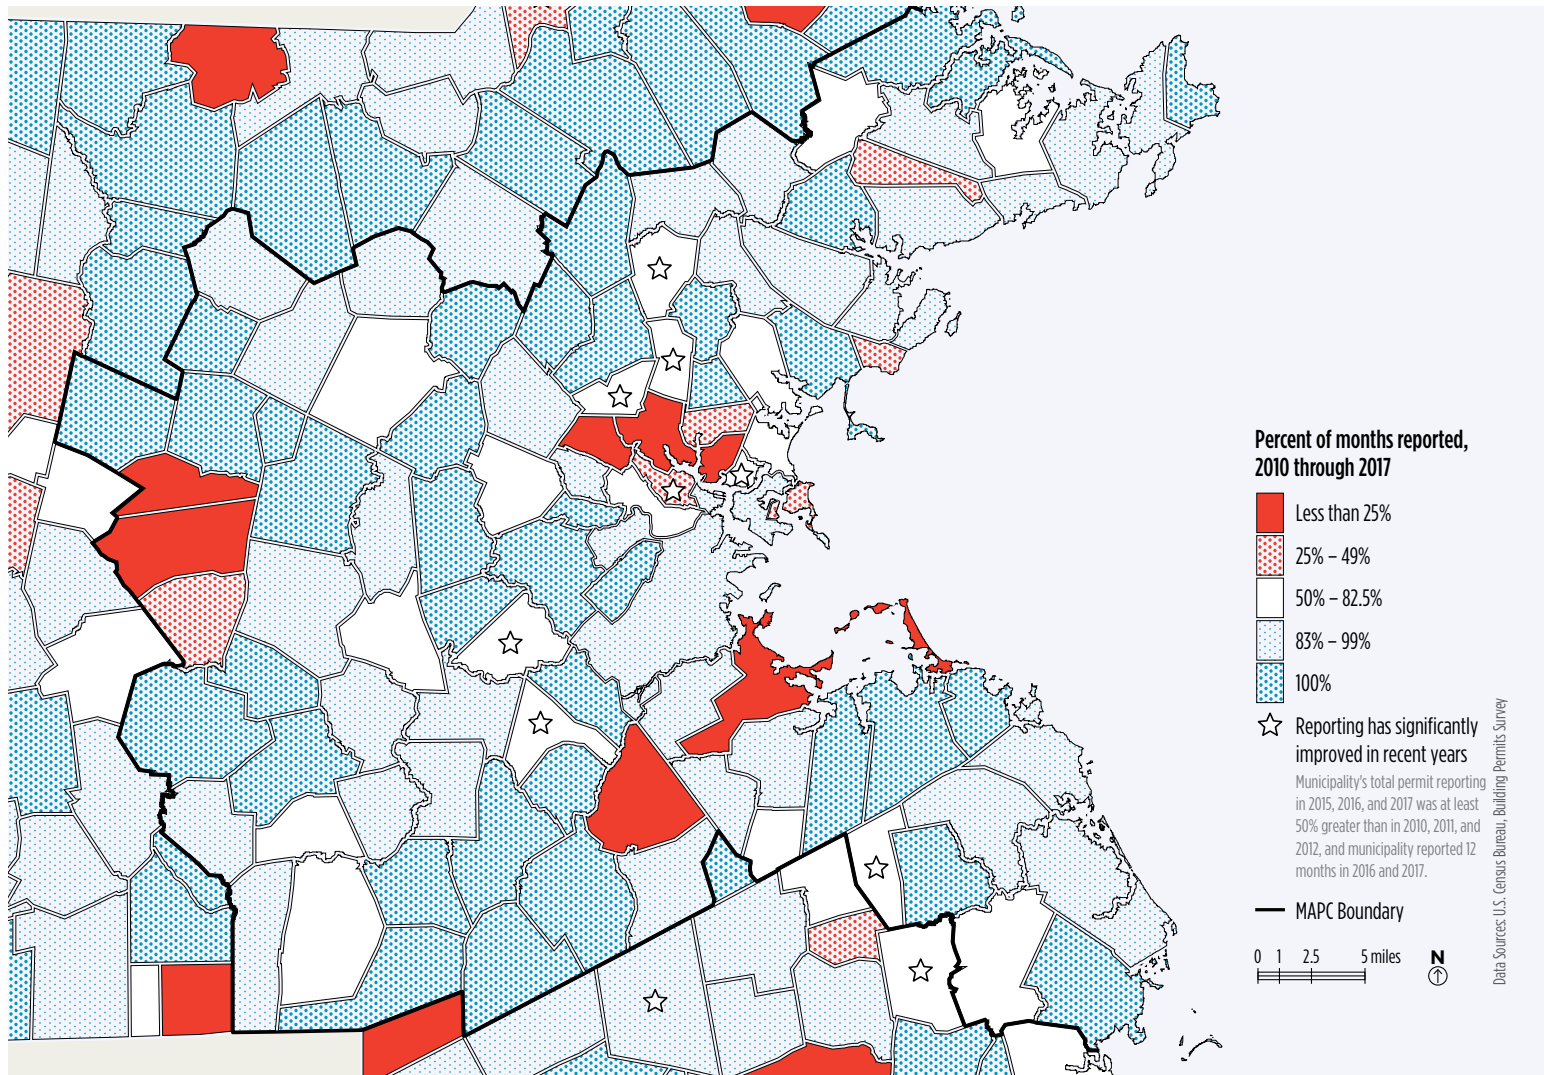 Percent of months reported,
2010 through 2017
Less than 25%
25% – 49%
50% – 82.5%
83% – 99%
100%
Reporting has significantly
improved in recent years
Municipality's total permit reporting
in 2015, 2016, and 2017 was at least
50% greater than in 2010, 2011, and
2012, and municipality reported 12
months in 2016 and 2017.
MAPC Boundary
0 1 2.5 5 miles
N
Data Sources: U.S. Census Bureau, Building Permits Survey